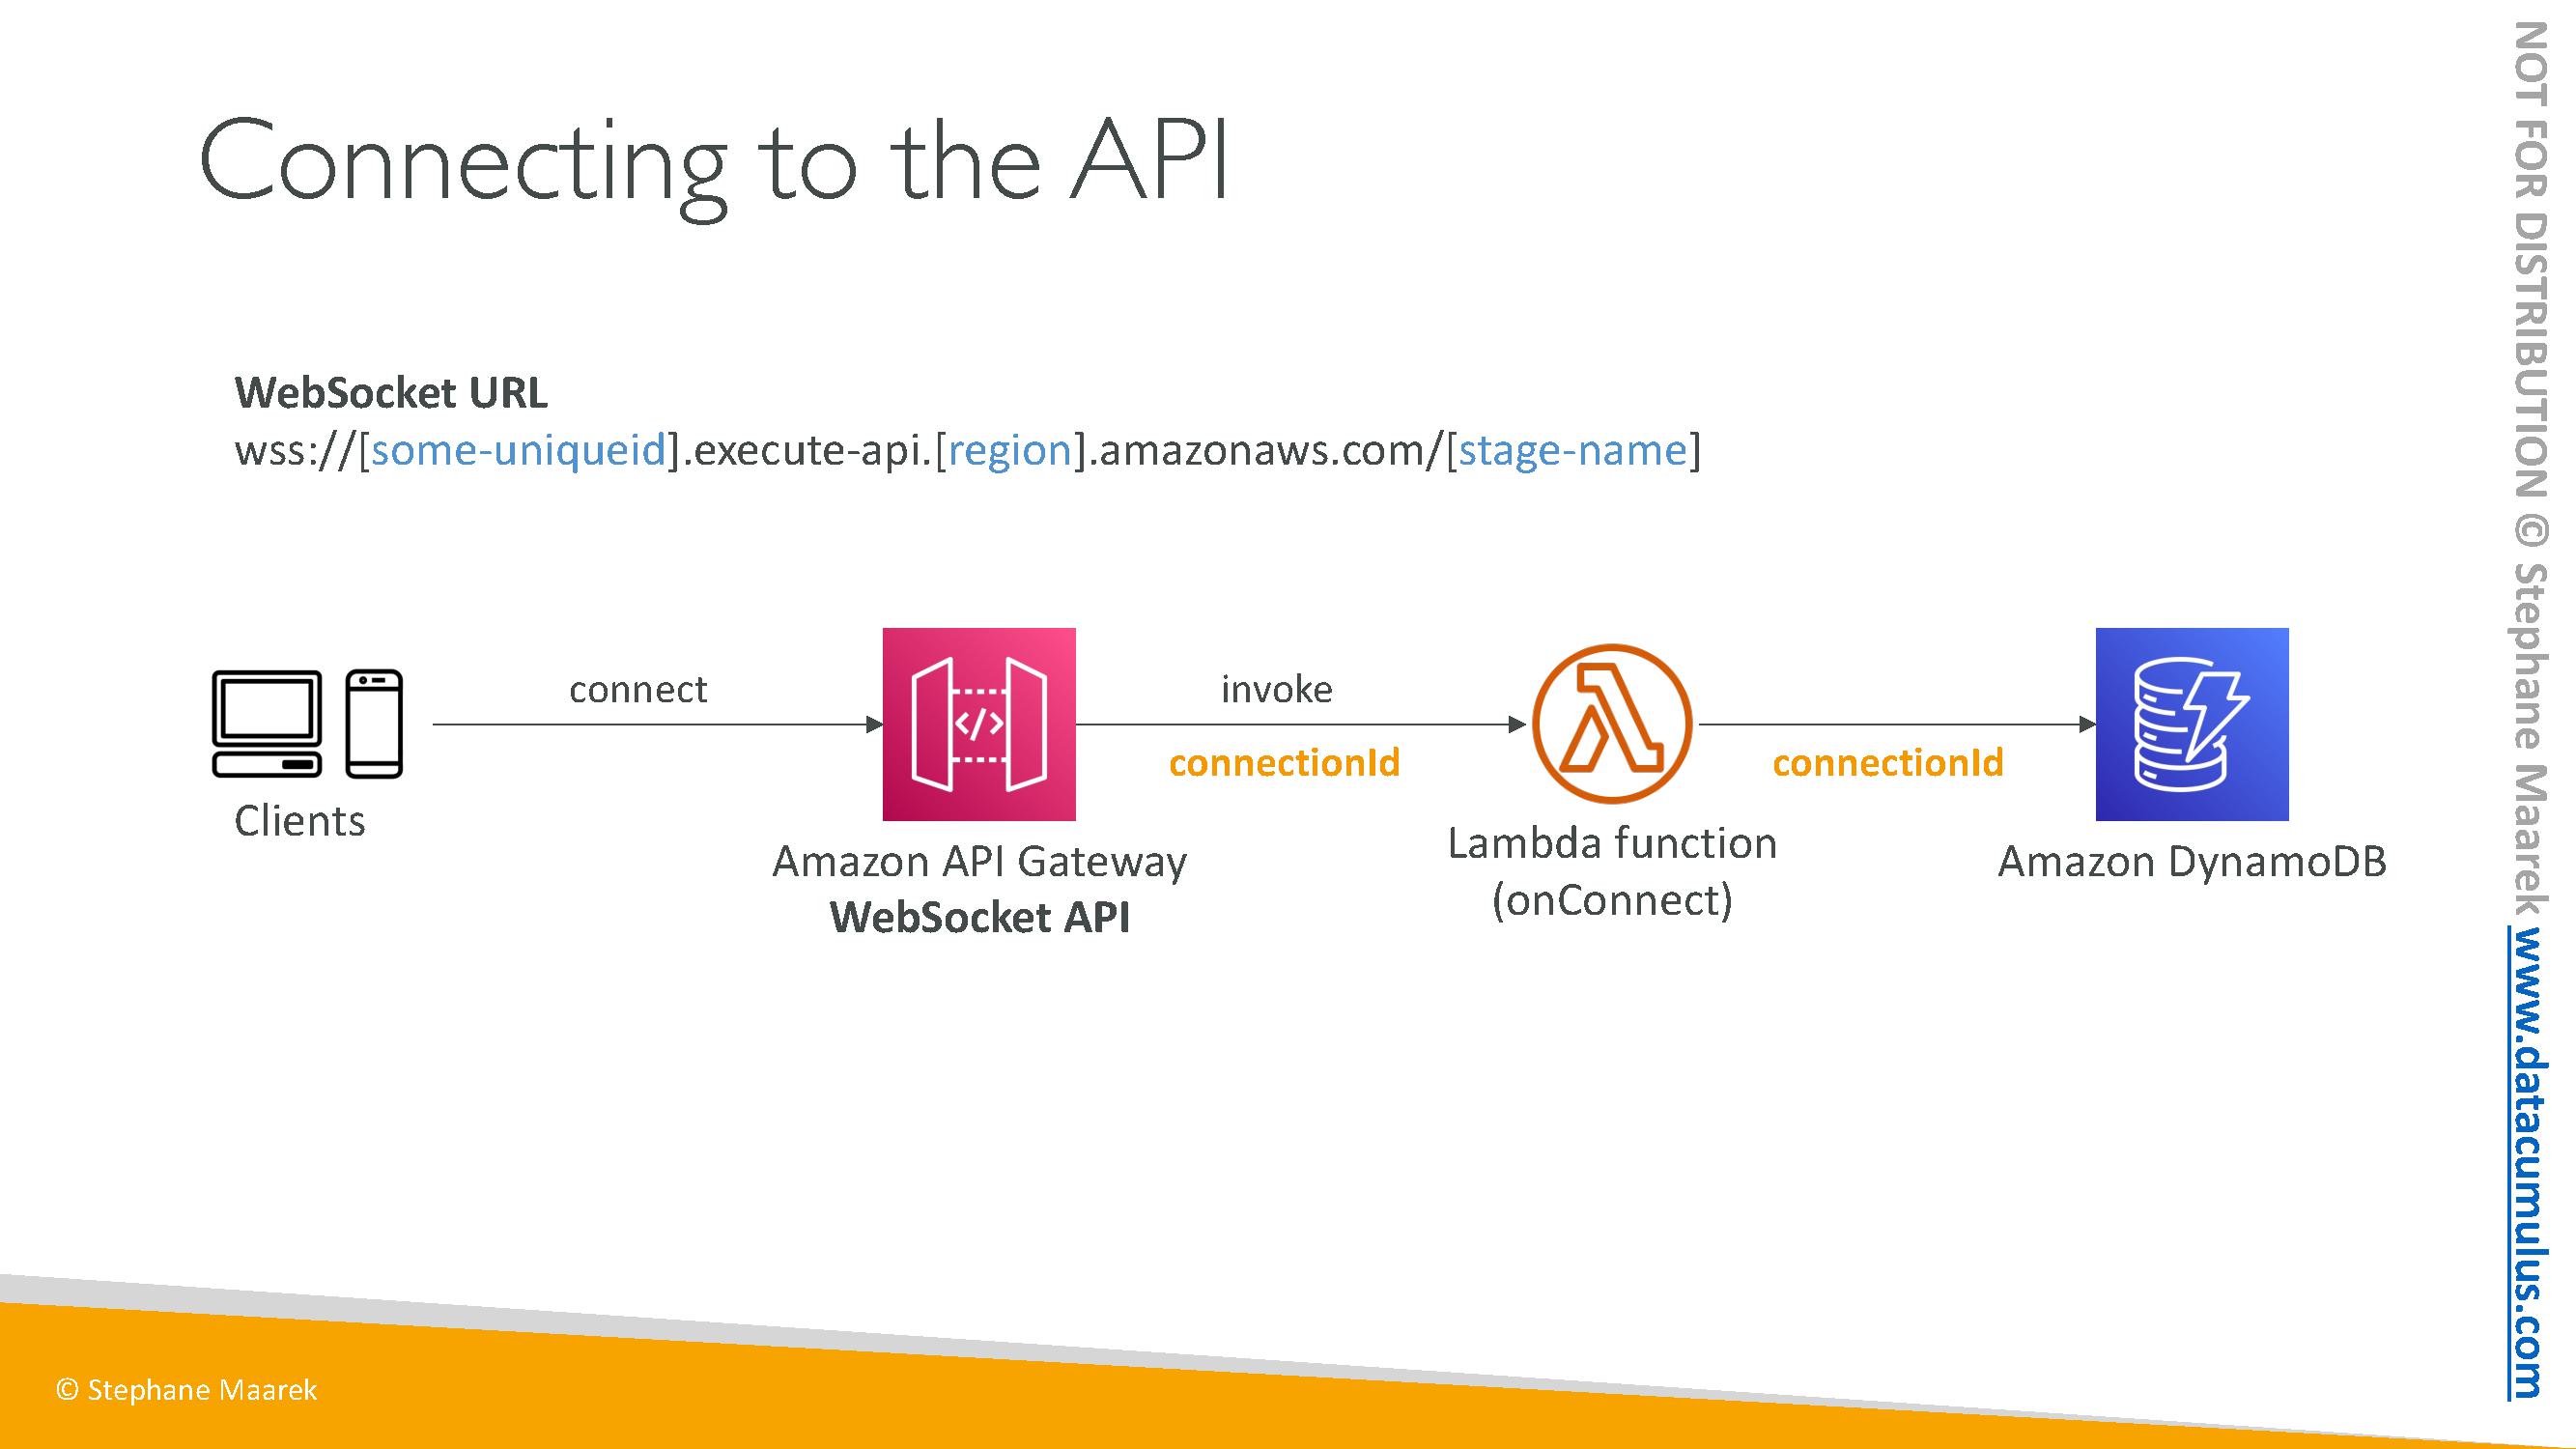 Connecting to the API
WebSocket URL
wss://[some-uniqueid].execute-api.[region].amazonaws.com/[stage-name]
connect
invoke
connectionId
connectionId
Clients
Amazon API Gateway
WebSocket API
Lambda function
(onConnect)
Amazon DynamoDB
© Stephane Maarek
NOT FOR DISTRIBUTION © Stephane Maarek www.datacumulus.com